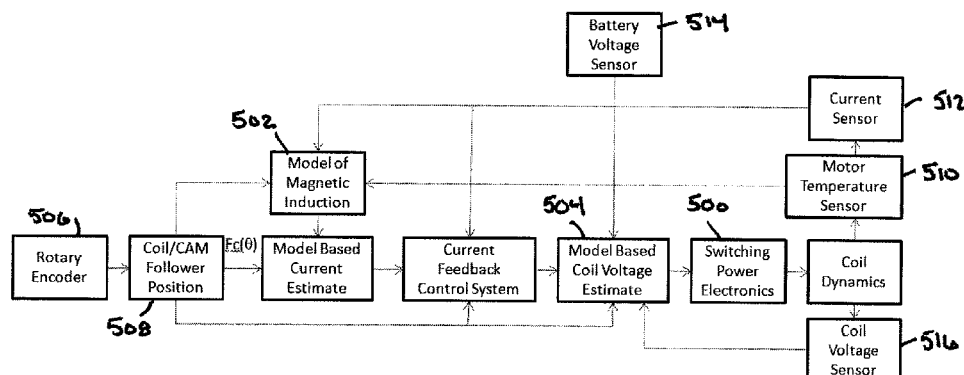 Battery
Voltage
Sensor
514
Current
Sensor
512
502
Model of
Magnetic
Induction
Motor
Temperature
Sensor
510
506
Rotary
Encoder
Coil/CAM
Follower
Position
508
Fc(θ)
Model Based
Current
Estimate
Current
Feedback
Control System
504
Model Based
Coil Voltage
Estimate
500
Switching
Power
Electronics
Coil
Dynamics
Coil
Voltage
Sensor
516